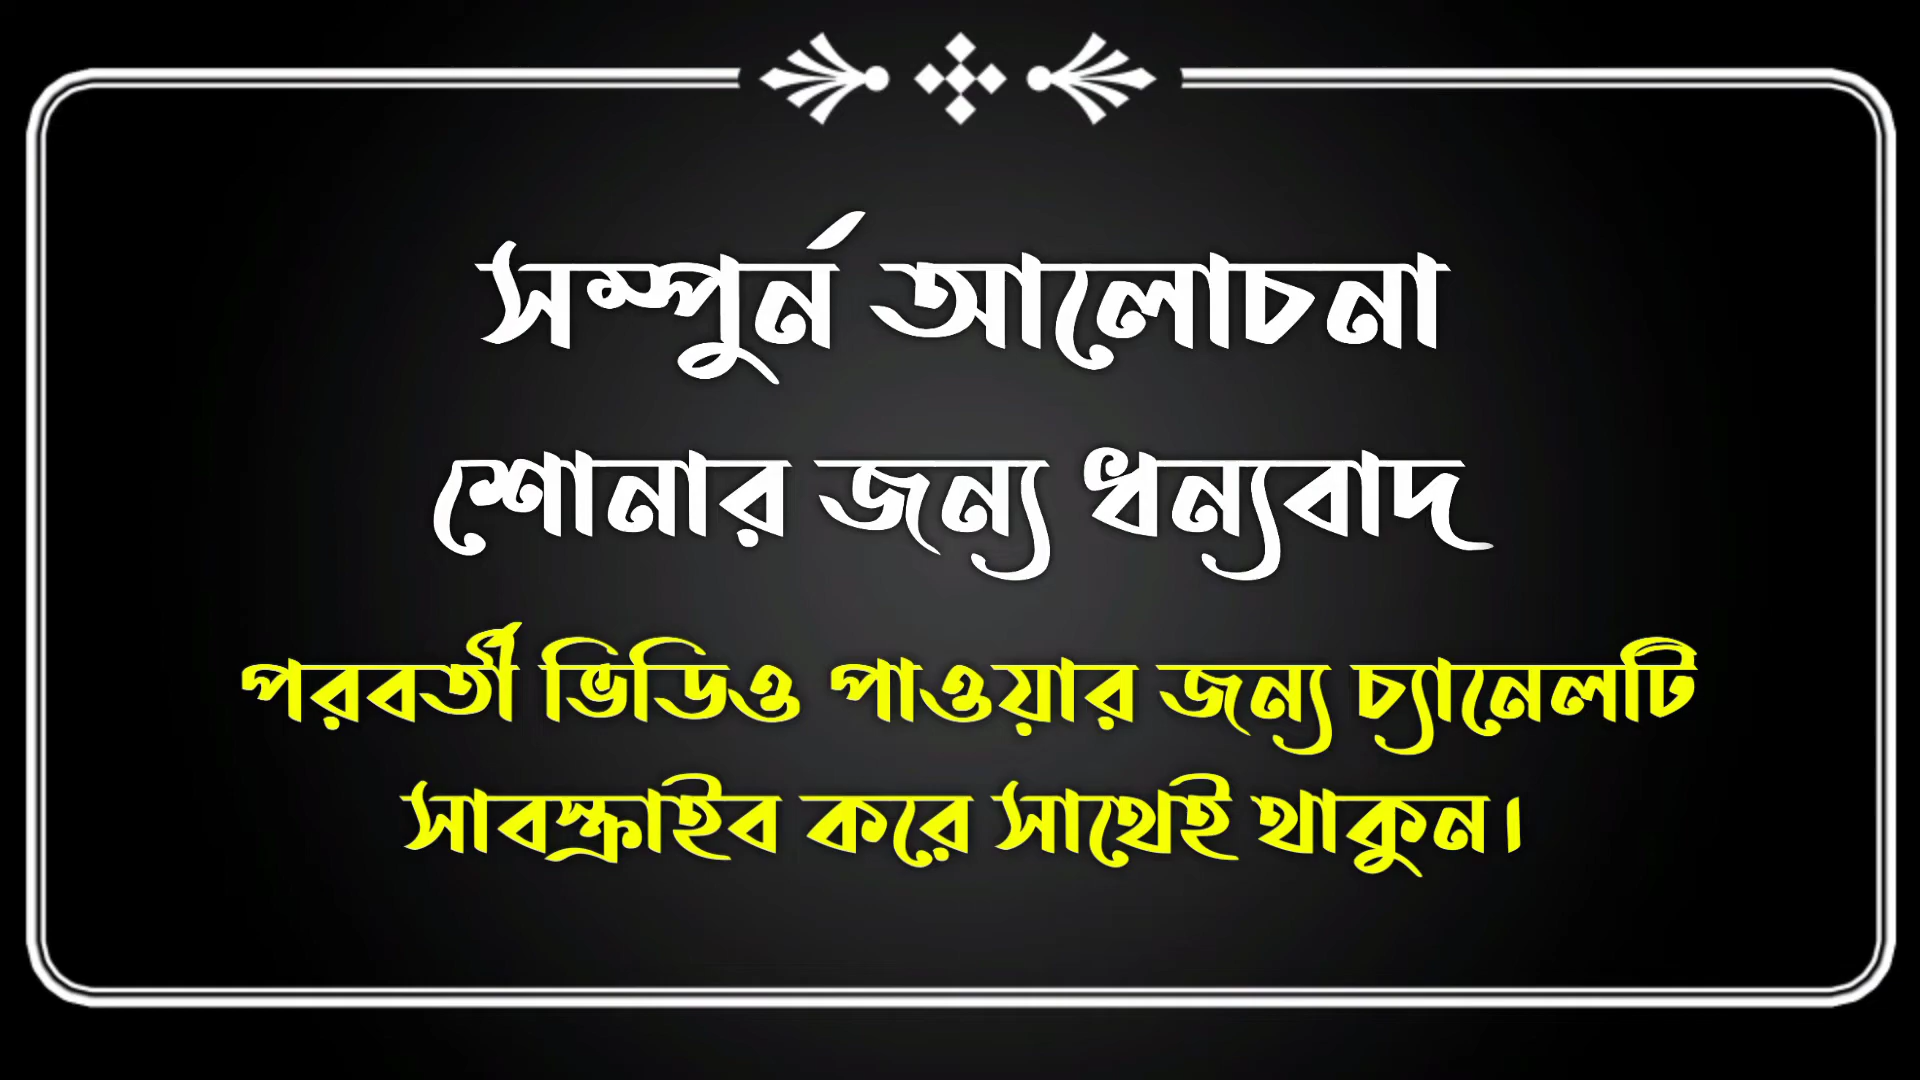 সম্পুর্ন আলোচনা
শোনার জন্য ধন্যবাদ
পরবর্তী ভিডিও পাওয়ার জন্য চ্যানেলটি
সাবস্ক্রাইব করে সাথেই থাকুন।